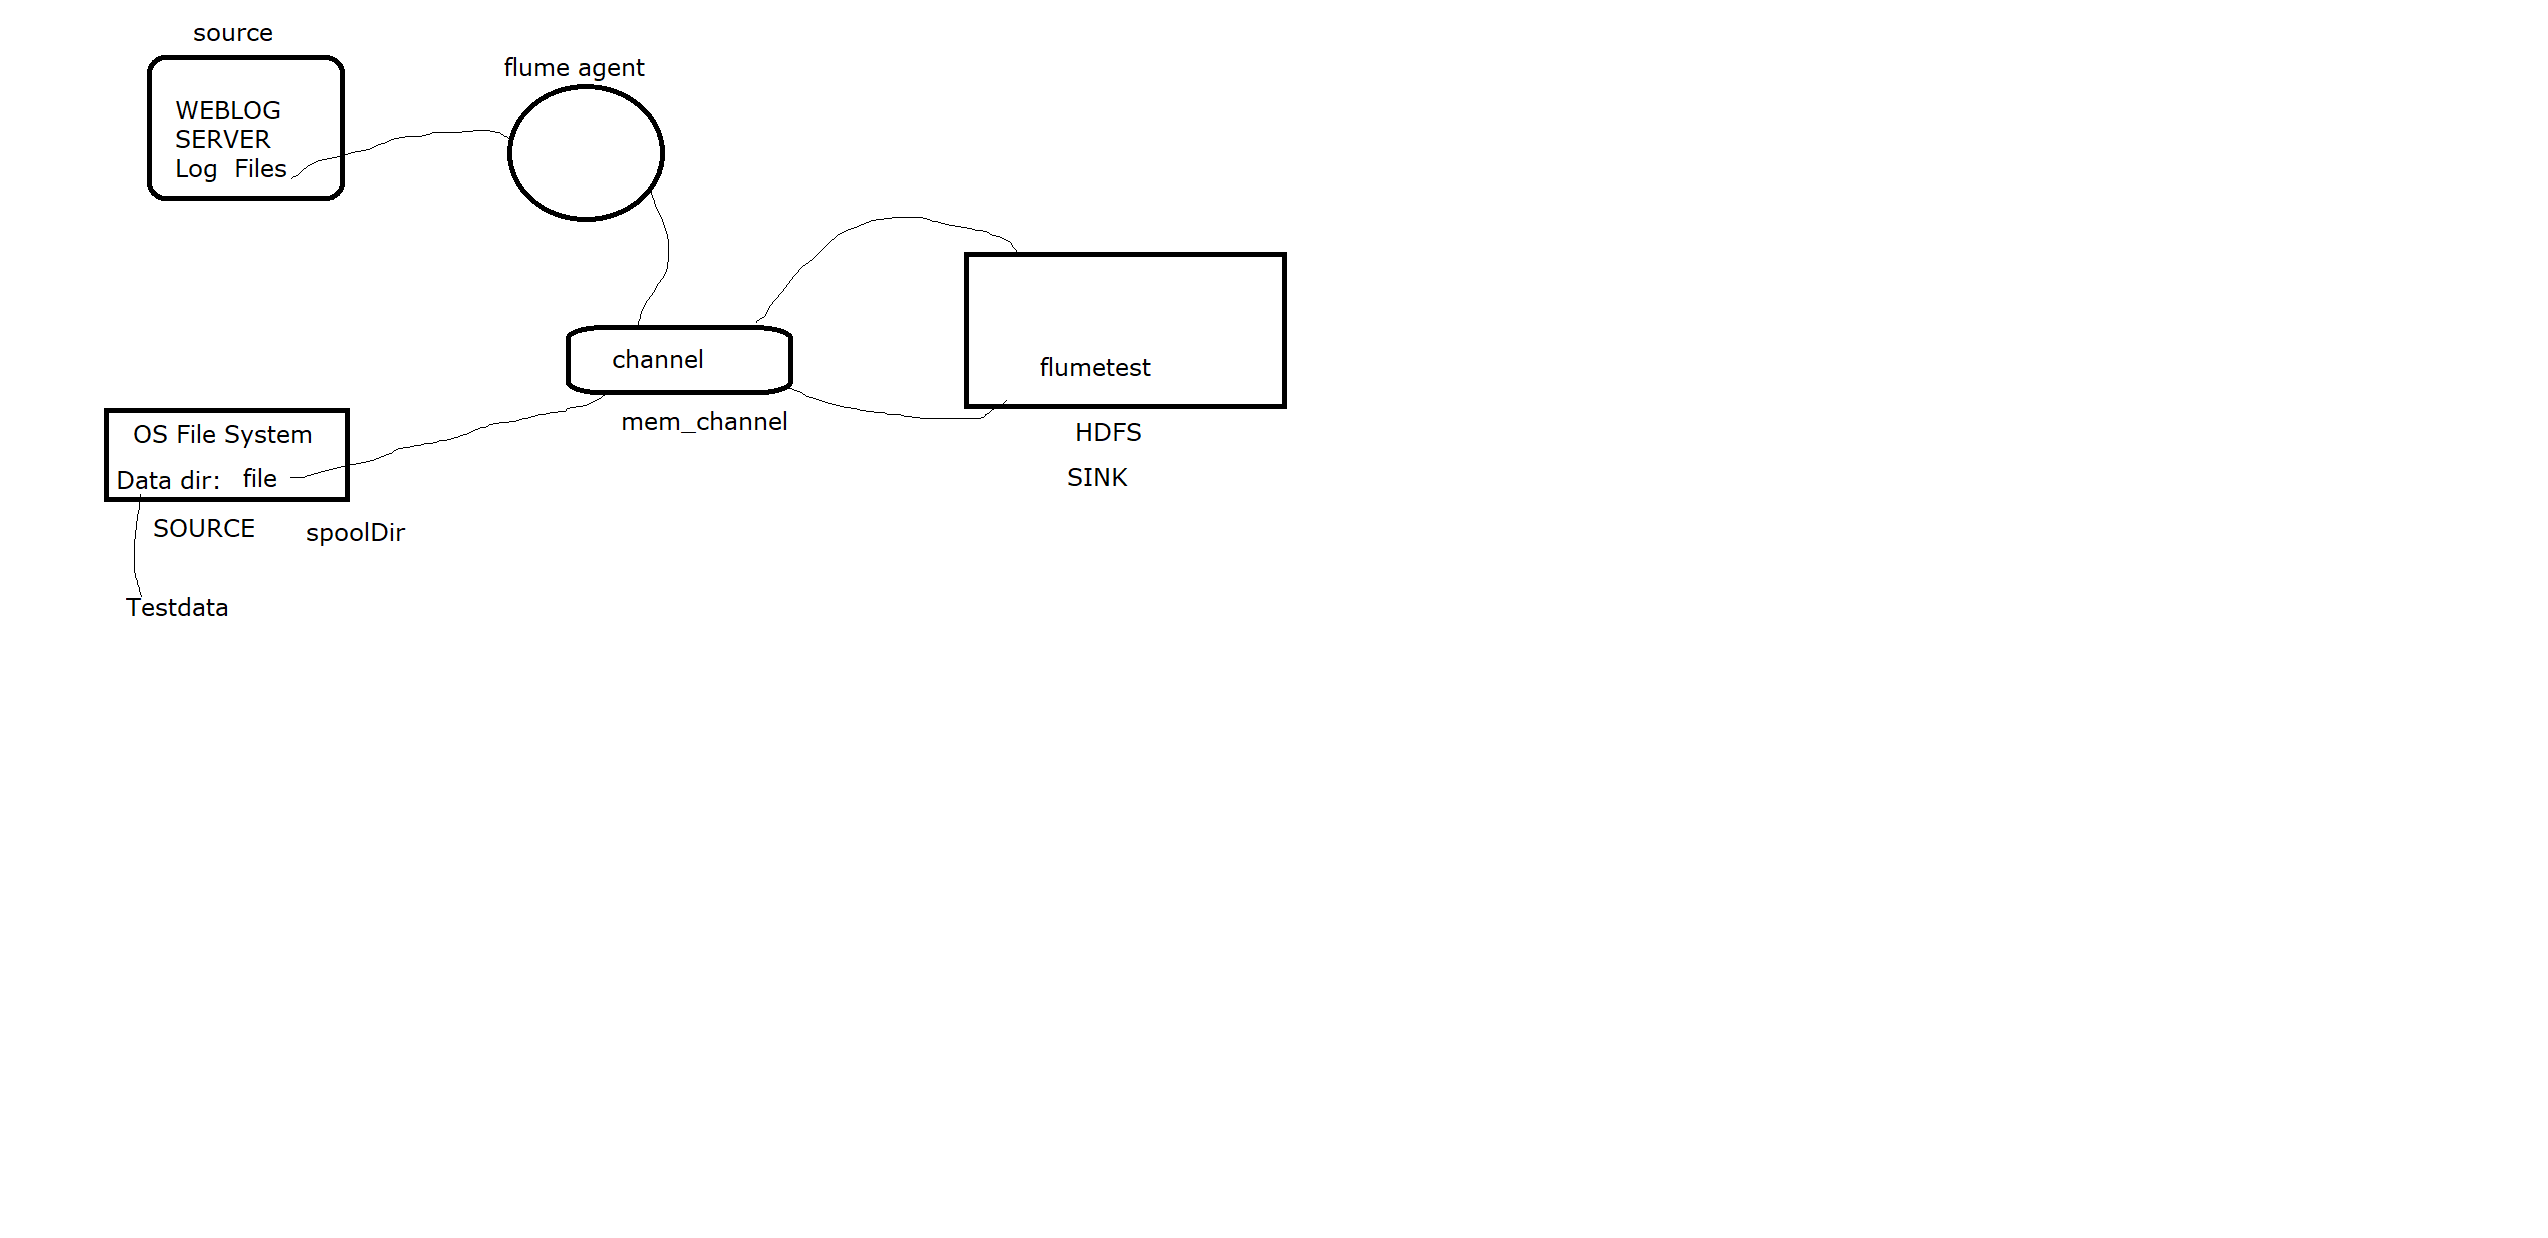 source
flume agent
WEBLOG
SERVER
Log  Files
channel
mem_channel
flumetest
HDFS
SINK
OS File System
Data dir:  file
SOURCE
spoolDir
Testdata